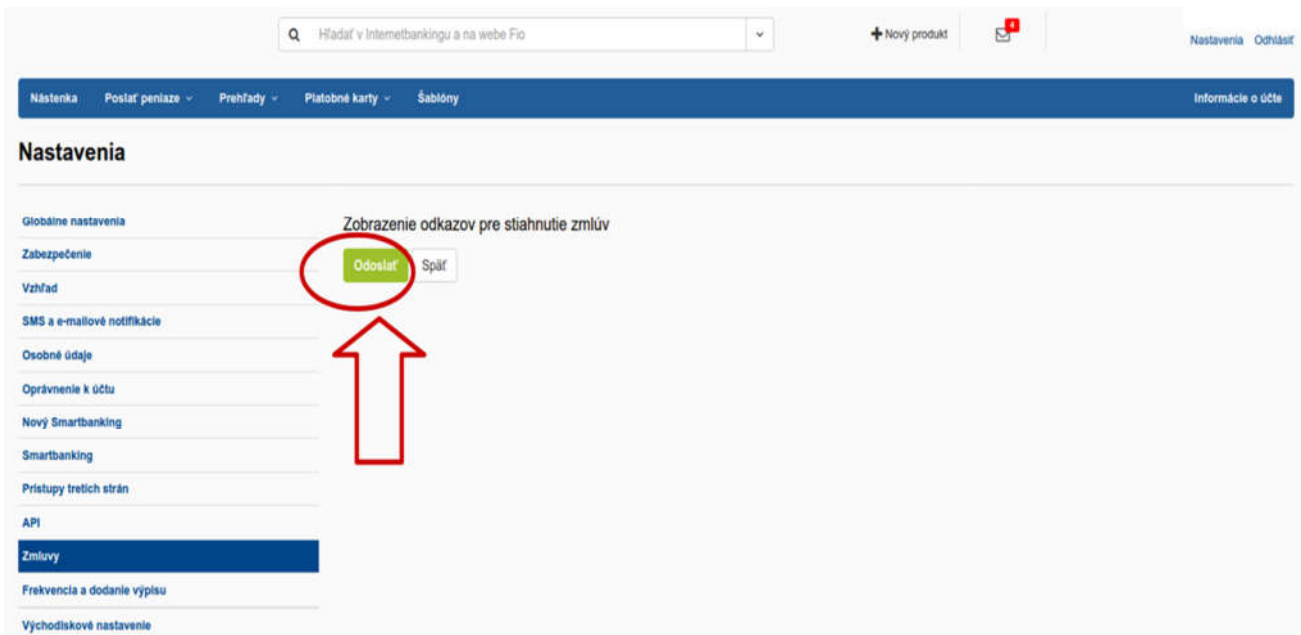 Hľadať v Internetbankingu a na webe Fio
Nový produkt
4
Nastavenia Odhlásiť
Nástenka Poslať peniaze Prehľady Platobné karty Šablóny Informácie o účte
Nastavenia
Globálne nastavenia
Zobrazenie odkazov pre stiahnutie zmlúv
Zabezpečenie
Odoslať Späť
Vzhľad
SMS a e-mailové notifikácie
Osobné údaje
Oprávnenie k účtu
Nový Smartbanking
Smartbanking
Prístupy tretích strán
API
Zmluvy
Frekvencia a dodanie výpisu
Východiskové nastavenie